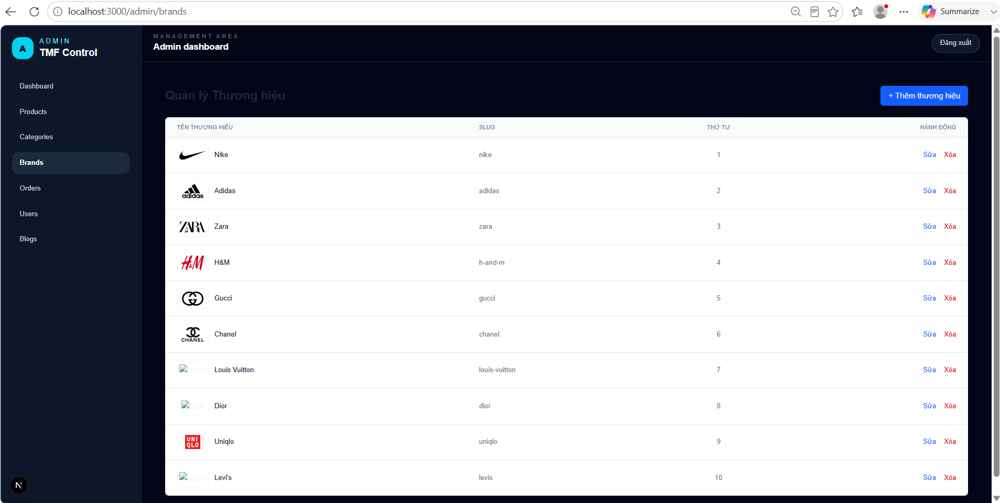 localhost:3000/admin/brands
Summarize
A
ADMIN
TMF Control
MANAGEMENT AREA
Admin dashboard
Đăng xuất
Dashboard
Products
Categories
Brands
Orders
Users
Blogs
N
Quản lý Thương hiệu
+ Thêm thương hiệu
TÊN THƯƠNG HIỆU SLUG THỨ TỰ HÀNH ĐỘNG
Nike nike 1 Sửa Xóa
adidas Adidas adidas 2 Sửa Xóa
ZARA Zara zara 3 Sửa Xóa
H&M H&M h-and-m 4 Sửa Xóa
Gucci gucci 5 Sửa Xóa
CHANEL Chanel chanel 6 Sửa Xóa
Louis Louis Vuitton louis-vuitton 7 Sửa Xóa
Dior Dior dior 8 Sửa Xóa
UNI QLO Uniqlo uniqlo 9 Sửa Xóa
Levi's Levi's levis 10 Sửa Xóa